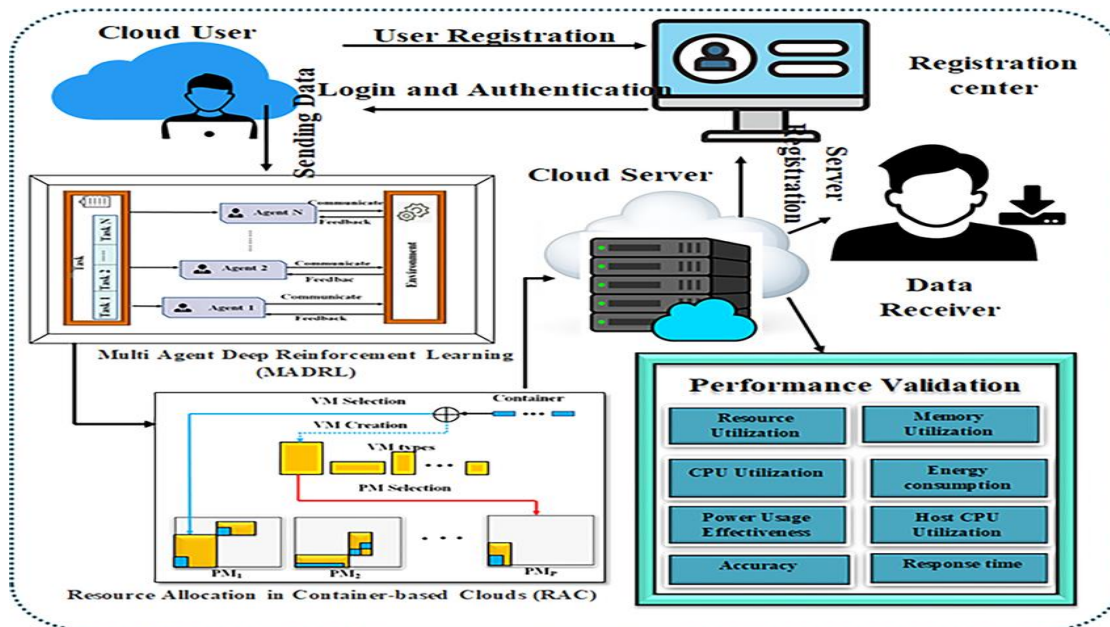 Cloud User
User Registration
Registration
center
Login and Authentication
Sending Data
Server
Registration
Cloud Server
Data
Receiver
Task
Task N
....
Task 2
Task 1
Agent N
Communicate
Feedback
Agent 2
Communicate
Feedbac
Agent 1
Communicate
Feedback
Environment
Multi Agent Deep Reinforcement Learning
(MADRL)
VM Selection
Container
VM Creation
VM types
PM Selection
PM₁
PM₂
PMₚ
Resource Allocation in Container-based Clouds (RAC)
Performance Validation
Resource
Utilization
Memory
Utilization
CPU Utilization
Energy
consumption
Power Usage
Effectiveness
Host CPU
Utilization
Accuracy
Response time